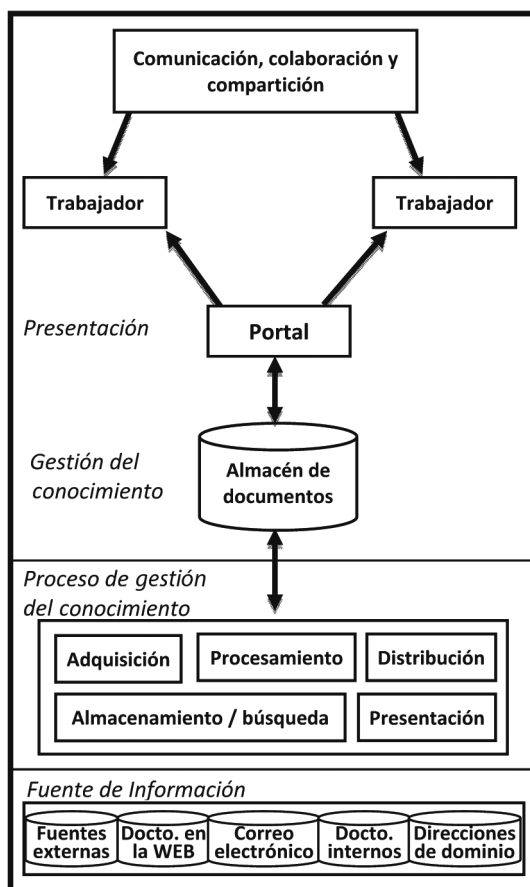 Comunicación, colaboración y
compartición
Trabajador
Trabajador
Presentación
Portal
Gestión del
conocimiento
Almacén de
documentos
Proceso de gestión
del conocimiento
Adquisición
Procesamiento
Distribución
Almacenamiento / búsqueda
Presentación
Fuente de Información
Fuentes
externas
Docto. en
la WEB
Correo
electrónico
Docto.
internos
Direcciones
de dominio